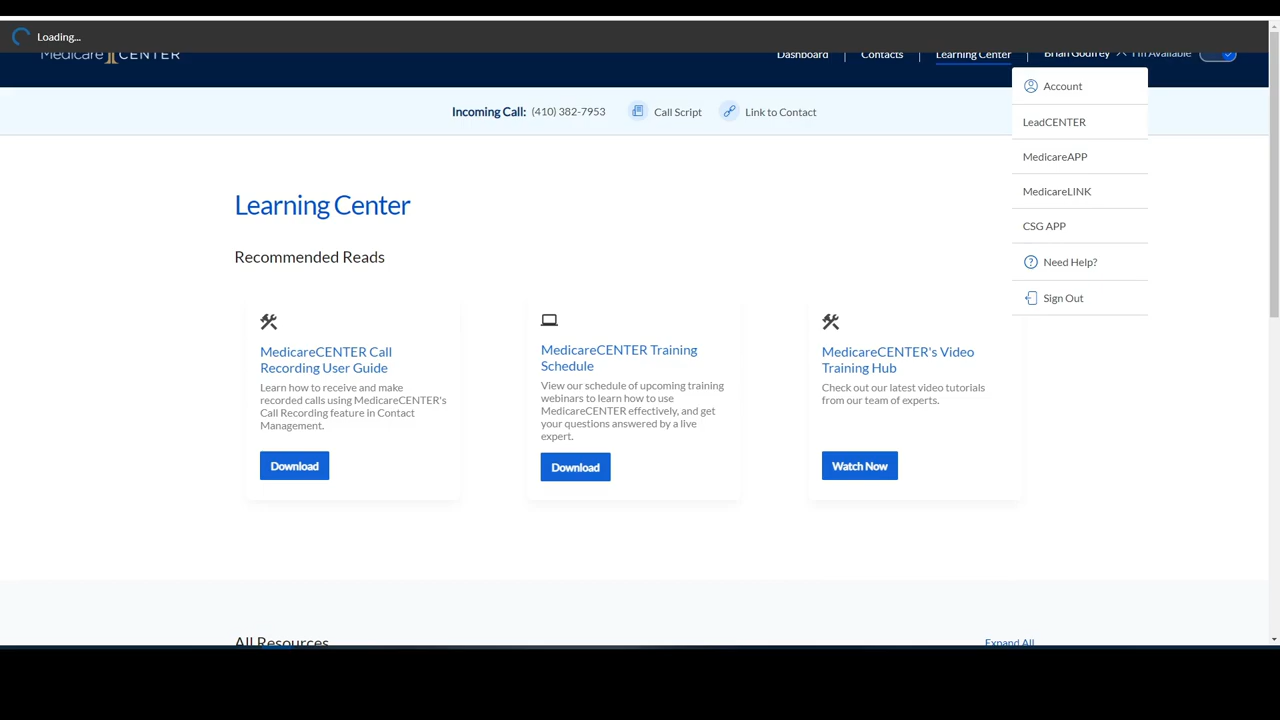 Loading...
Medicare CENTER
Dashboard
Contacts
Learning Center
Brian Godfrey
I'm Available
Account
LeadCENTER
MedicareAPP
MedicareLINK
CSG APP
Need Help?
Sign Out
Incoming Call: (410) 382-7953
Call Script
Link to Contact
Learning Center
Recommended Reads
MedicareCENTER Call
Recording User Guide
Learn how to receive and make
recorded calls using MedicareCENTER's
Call Recording feature in Contact
Management.
Download
MedicareCENTER Training
Schedule
View our schedule of upcoming training
webinars to learn how to use
MedicareCENTER effectively, and get
your questions answered by a live
expert.
Download
MedicareCENTER's Video
Training Hub
Check out our latest video tutorials
from our team of experts.
Watch Now
All Resources
Expand All